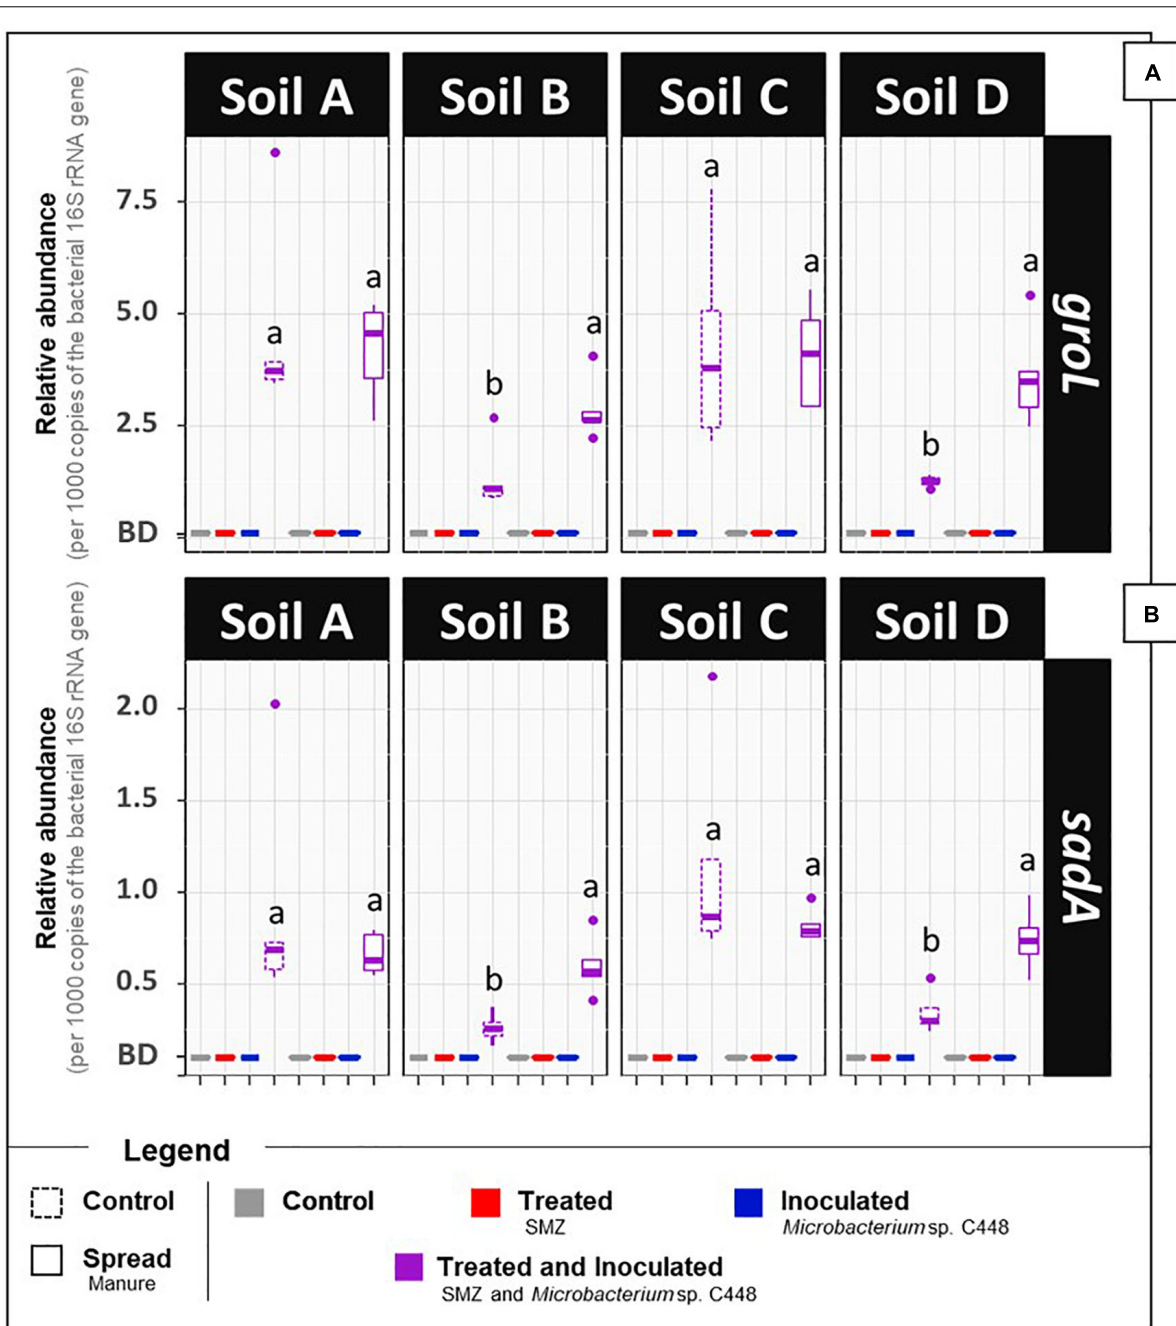 A
Soil A Soil B Soil C Soil D
Relative abundance
(per 1000 copies of the bacterial 16S rRNA gene)
7.5
5.0
2.5
BD
a a b a a a b a
groL
B
Soil A Soil B Soil C Soil D
Relative abundance
(per 1000 copies of the bacterial 16S rRNA gene)
2.0
1.5
1.0
0.5
BD
a a b a a a b a
sadA
Legend
Control Control Treated Inoculated
SMZ Microbacterium sp. C448
Spread Treated and Inoculated
Manure SMZ and Microbacterium sp. C448